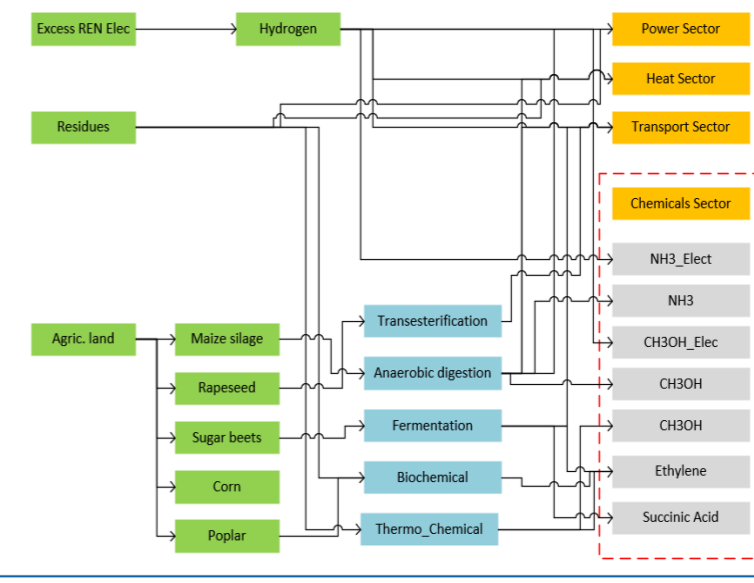 Excess REN Elec
Hydrogen
Power Sector
Heat Sector
Residues
Transport Sector
Chemicals Sector
NH3_Elect
NH3
Transesterification
Agric. land
Maize silage
CH3OH_Elec
Anaerobic digestion
Rapeseed
CH3OH
Fermentation
CH3OH
Sugar beets
Biochemical
Ethylene
Corn
Succinic Acid
Thermo_Chemical
Poplar